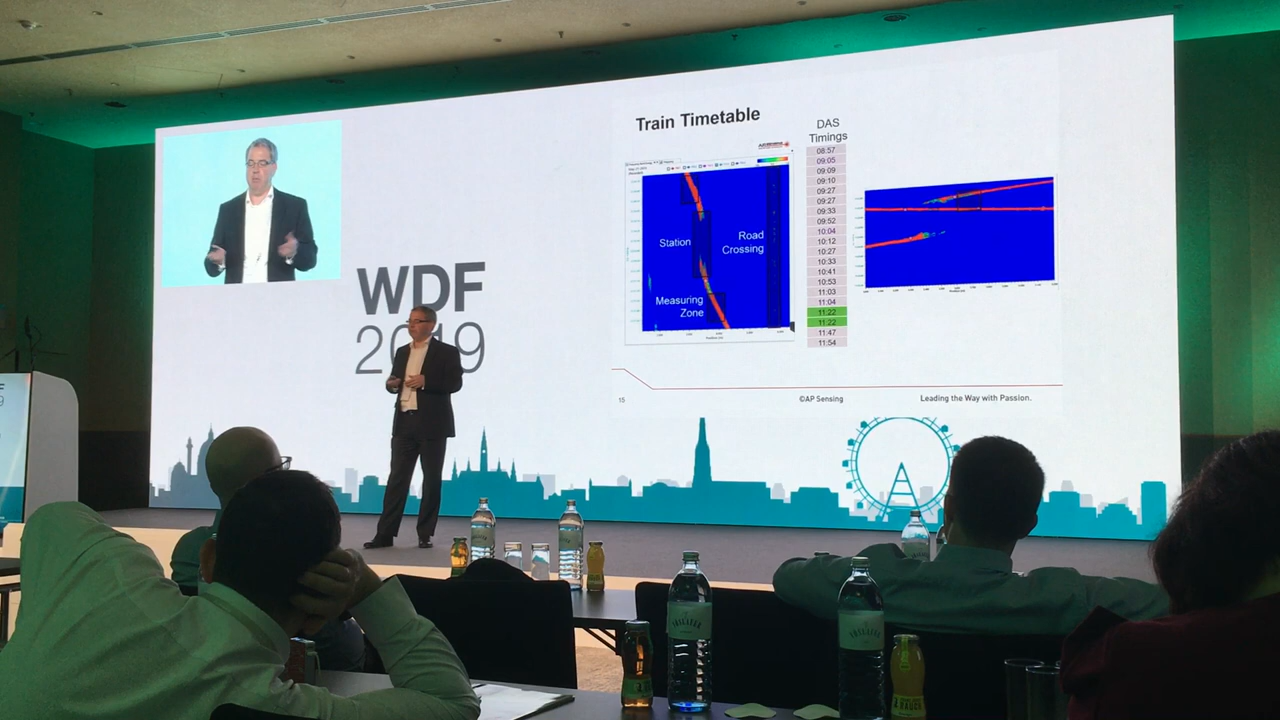 Train Timetable
DAS
Timings
08:57
09:05
09:09
09:10
09:27
09:27
09:33
09:52
10:04
10:12
10:27
10:33
10:41
10:53
11:03
11:04
11:22
11:22
11:47
11:54
Station
Road
Crossing
Measuring
Zone
WDF
2019
15
©AP Sensing
Leading the Way with Passion.